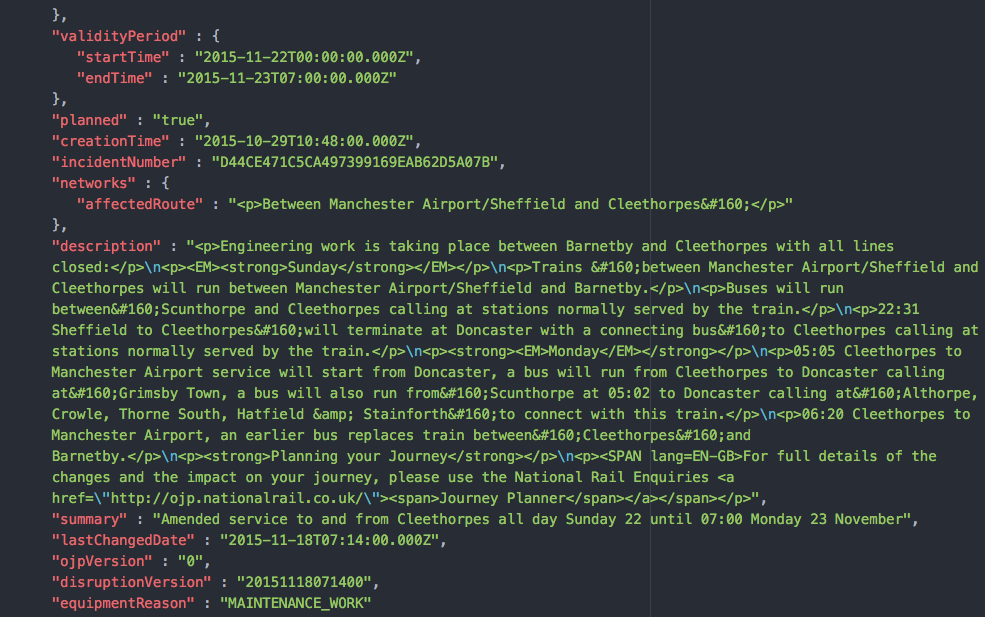 },
"validityPeriod" : {
"startTime" : "2015-11-22T00:00:00.000Z",
"endTime" : "2015-11-23T07:00:00.000Z"
},
"planned" : "true",
"creationTime" : "2015-10-29T10:48:00.000Z",
"incidentNumber" : "D44CE471C5CA497399169EAB62D5A07B",
"networks" : {
"affectedRoute" : "<p>Between Manchester Airport/Sheffield and Cleethorpes&#160;</p>"
},
"description" : "<p>Engineering work is taking place between Barnetby and Cleethorpes with all lines
closed:</p>\n<p><EM><strong>Sunday</strong></EM></p>\n<p>Trains &#160;between Manchester Airport/Sheffield and
Cleethorpes will run between Manchester Airport/Sheffield and Barnetby.</p>\n<p>Buses will run
between&#160;Scunthorpe and Cleethorpes calling at stations normally served by the train.</p>\n<p>22:31
Sheffield to Cleethorpes&#160;will terminate at Doncaster with a connecting bus&#160;to Cleethorpes calling at
stations normally served by the train.</p>\n<p><strong><EM>Monday</EM></strong></p>\n<p>05:05 Cleethorpes to
Manchester Airport service will start from Doncaster, a bus will run from Cleethorpes to Doncaster calling
at&#160;Grimsby Town, a bus will also run from&#160;Scunthorpe at 05:02 to Doncaster calling at&#160;Althorpe,
Crowle, Thorne South, Hatfield &amp; Stainforth&#160;to connect with this train.</p>\n<p>06:20 Cleethorpes to
Manchester Airport, an earlier bus replaces train between&#160;Cleethorpes&#160;and
Barnetby.</p>\n<p><strong>Planning your Journey</strong></p>\n<p><SPAN lang=EN-GB>For full details of the
changes and the impact on your journey, please use the National Rail Enquiries <a
href=\"http://ojp.nationalrail.co.uk/\"><span>Journey Planner</span></a></span></p>",
"summary" : "Amended service to and from Cleethorpes all day Sunday 22 until 07:00 Monday 23 November",
"lastChangedDate" : "2015-11-18T07:14:00.000Z",
"ojpVersion" : "0",
"disruptionVersion" : "20151118071400",
"equipmentReason" : "MAINTENANCE_WORK"